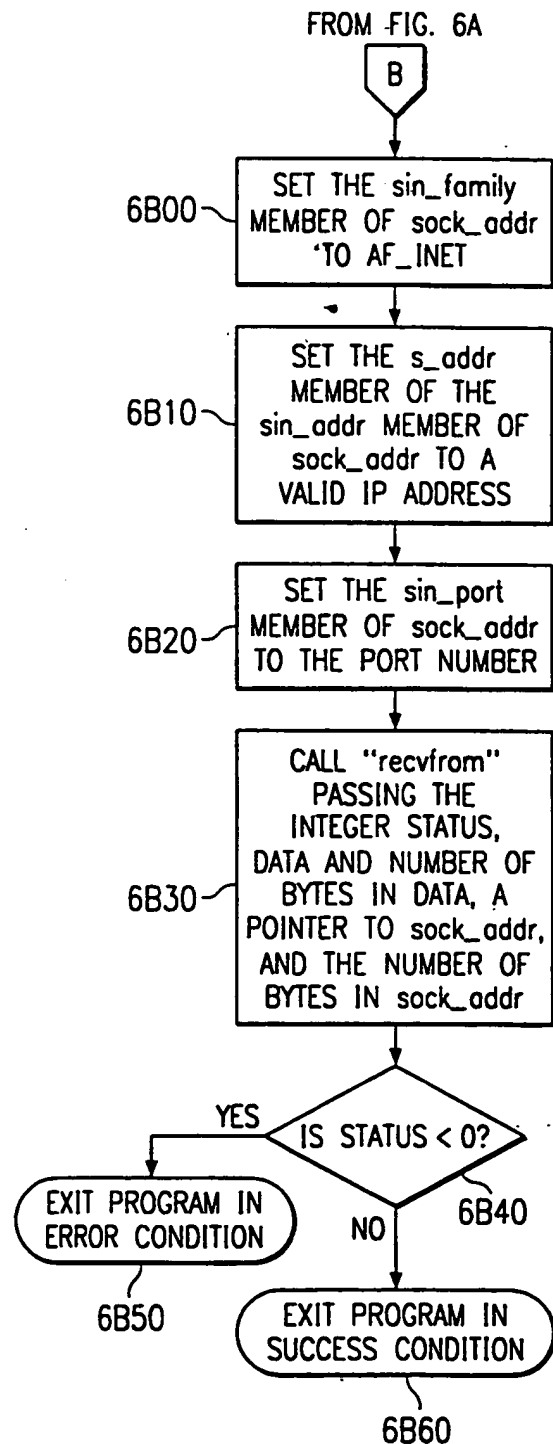 FROM FIG. 6A
B
6B00
SET THE sin_family
MEMBER OF sock_addr
'TO AF_INET
6B10
SET THE s_addr
MEMBER OF THE
sin_addr MEMBER OF
sock_addr TO A
VALID IP ADDRESS
6B20
SET THE sin_port
MEMBER OF sock_addr
TO THE PORT NUMBER
6B30
CALL "recvfrom"
PASSING THE
INTEGER STATUS,
DATA AND NUMBER OF
BYTES IN DATA, A
POINTER TO sock_addr,
AND THE NUMBER OF
BYTES IN sock_addr
YES
IS STATUS < 0?
6B40
NO
EXIT PROGRAM IN
ERROR CONDITION
6B50
EXIT PROGRAM IN
SUCCESS CONDITION
6B60